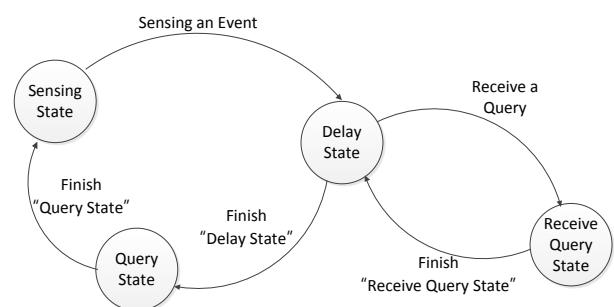 Sensing an Event
Sensing
State
Receive a
Query
Delay
State
Finish
"Query State"
Finish
"Delay State"
Receive
Query
State
Query
State
Finish
"Receive Query State"